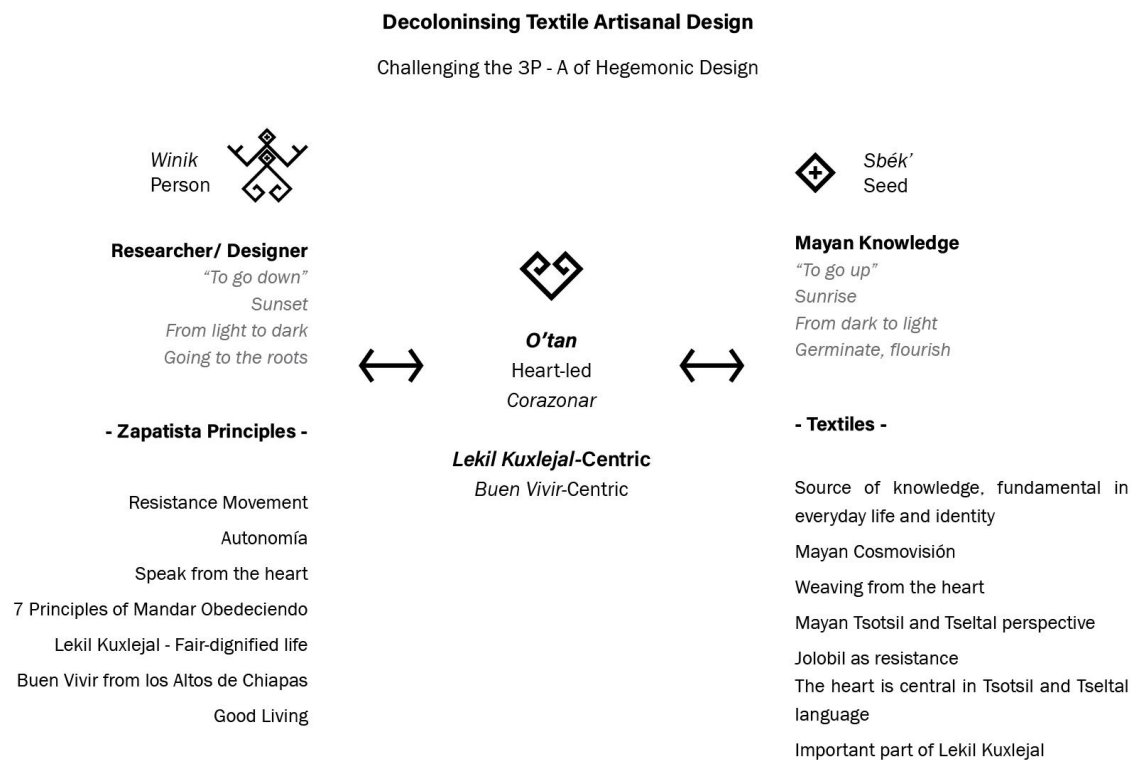 Decoloninsing Textile Artisanal Design
Challenging the 3P - A of Hegemonic Design
Winik
Person
Researcher/ Designer
“To go down”
Sunset
From light to dark
Going to the roots
- Zapatista Principles -
Resistance Movement
Autonomía
Speak from the heart
7 Principles of Mandar Obedeciendo
Lekil Kuxlejal - Fair-dignified life
Buen Vivir from los Altos de Chiapas
Good Living
O’tan
Heart-led
Corazonar
Lekil Kuxlejal-Centric
Buen Vivir-Centric
Sbék’
Seed
Mayan Knowledge
“To go up”
Sunrise
From dark to light
Germinate, flourish
- Textiles -
Source of knowledge, fundamental in
everyday life and identity
Mayan Cosmovisión
Weaving from the heart
Mayan Tsotsil and Tseltal perspective
Jolobil as resistance
The heart is central in Tsotsil and Tseltal
language
Important part of Lekil Kuxlejal